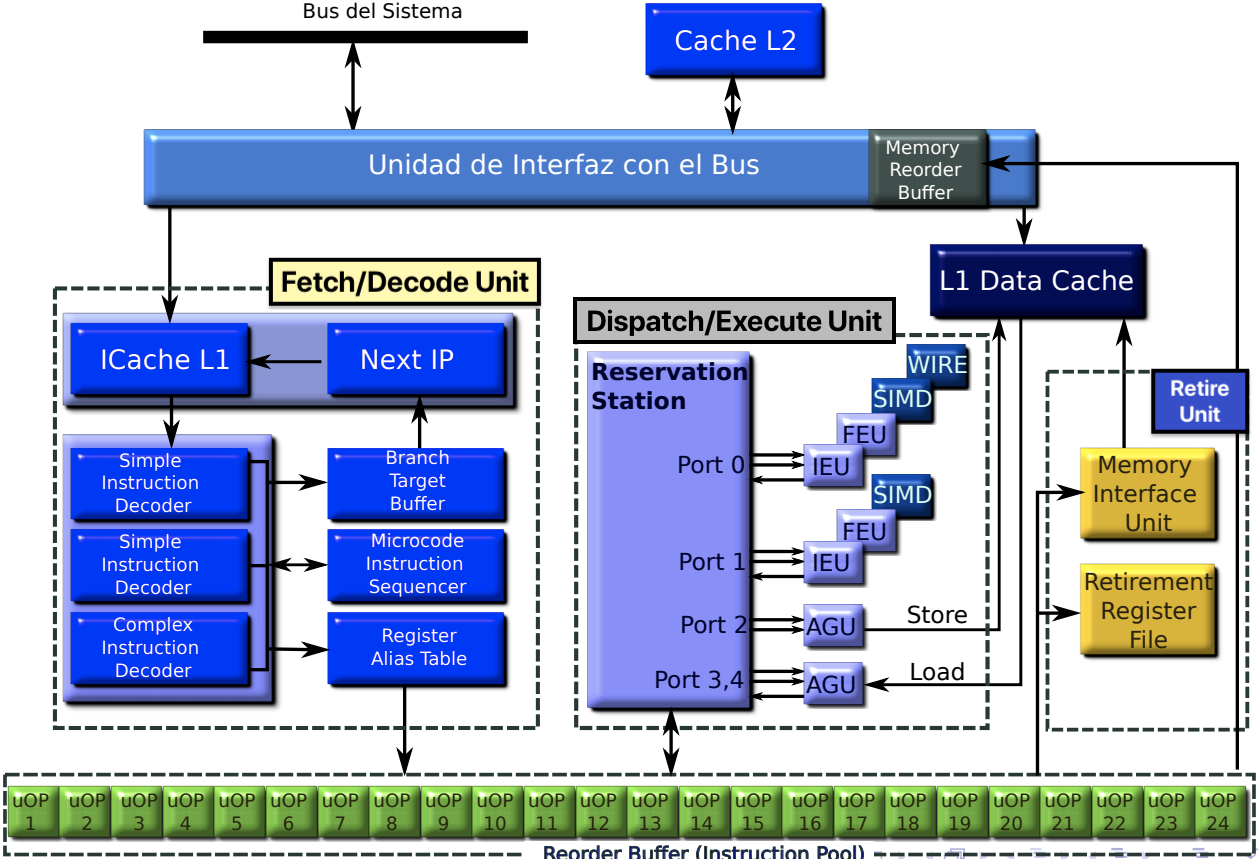 Bus del Sistema
Cache L2
Unidad de Interfaz con el Bus
Memory
Reorder
Buffer
L1 Data Cache
Fetch/Decode Unit
ICache L1
Next IP
Simple
Instruction
Decoder
Branch
Target
Buffer
Simple
Instruction
Decoder
Microcode
Instruction
Sequencer
Complex
Instruction
Decoder
Register
Alias Table
Dispatch/Execute Unit
Reservation
Station
WIRE
SIMD
FEU
Port 0
IEU
SIMD
FEU
Port 1
IEU
Port 2
AGU
Store
Port 3,4
AGU
Load
Retire
Unit
Memory
Interface
Unit
Retirement
Register
File
uOP
1
uOP
2
uOP
3
uOP
4
uOP
5
uOP
6
uOP
7
uOP
8
uOP
9
uOP
10
uOP
11
uOP
12
uOP
13
uOP
14
uOP
15
uOP
16
uOP
17
uOP
18
uOP
19
uOP
20
uOP
21
uOP
22
uOP
23
uOP
24
Reorder Buffer (Instruction Pool)